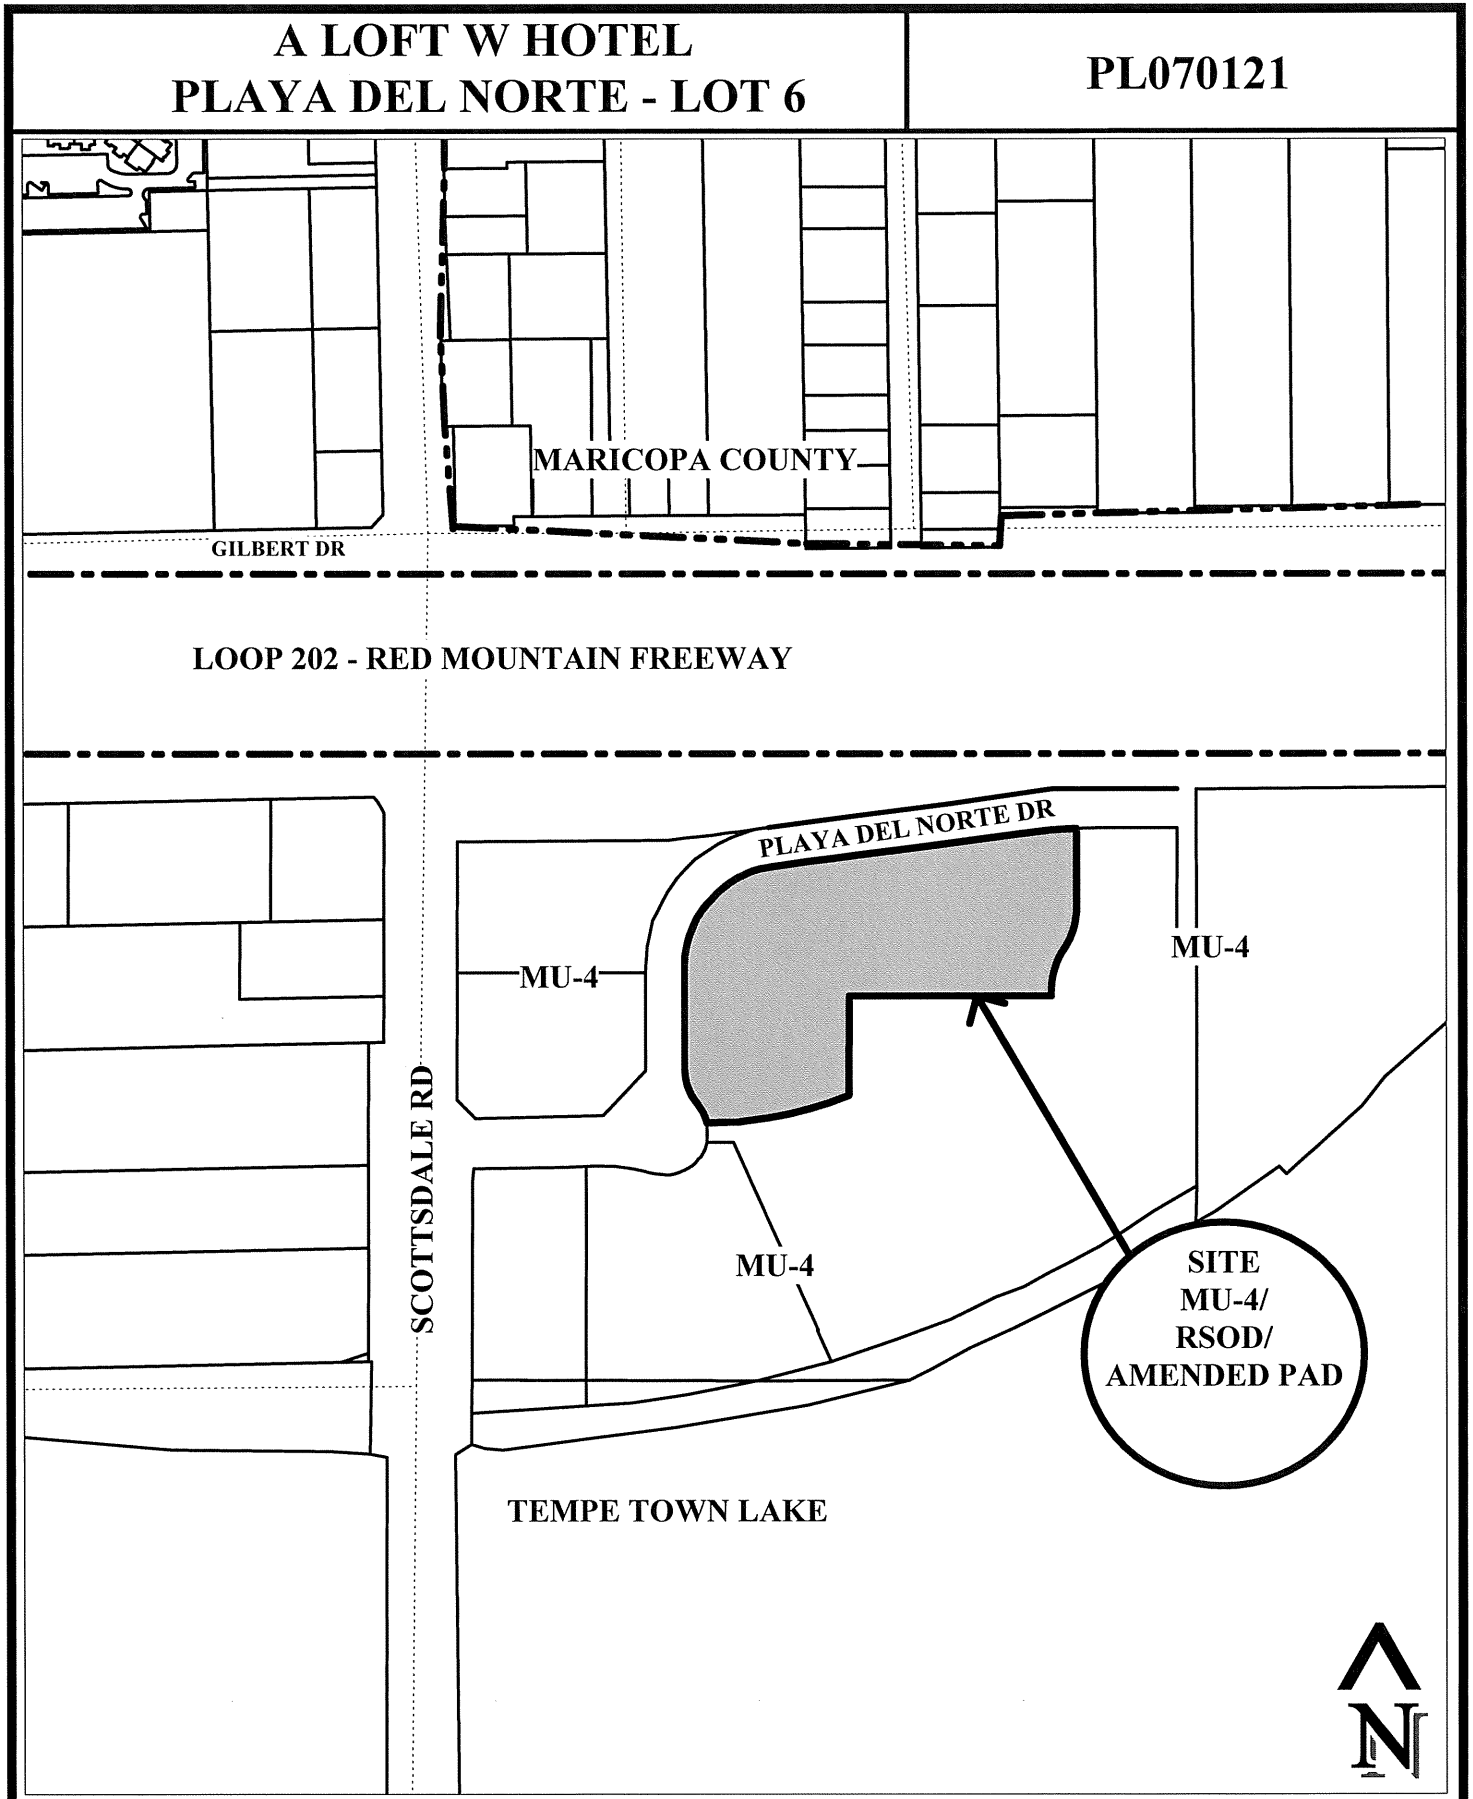 A LOFT W HOTEL
PLAYA DEL NORTE - LOT 6
PL070121
MARICOPA COUNTY
GILBERT DR
LOOP 202 - RED MOUNTAIN FREEWAY
PLAYA DEL NORTE DR
MU-4
MU-4
SCOTTSDALE RD
MU-4
SITE
MU-4/
RSOD/
AMENDED PAD
TEMPE TOWN LAKE
N